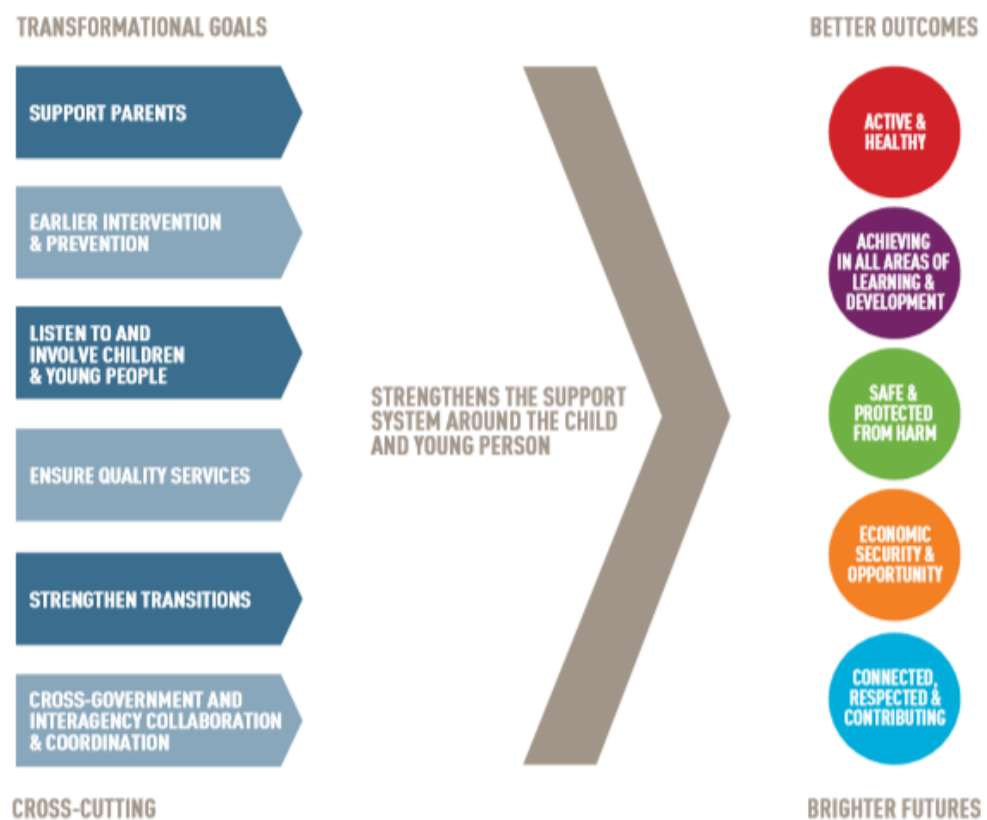 TRANSFORMATIONAL GOALS
SUPPORT PARENTS
EARLIER INTERVENTION
& PREVENTION
LISTEN TO AND
INVOLVE CHILDREN
& YOUNG PEOPLE
ENSURE QUALITY SERVICES
STRENGTHEN TRANSITIONS
CROSS-GOVERNMENT AND
INTERAGENCY COLLABORATION
& COORDINATION
CROSS-CUTTING
STRENGTHENS THE SUPPORT
SYSTEM AROUND THE CHILD
AND YOUNG PERSON
BETTER OUTCOMES
ACTIVE &
HEALTHY
ACHIEVING
IN ALL AREAS OF
LEARNING &
DEVELOPMENT
SAFE &
PROTECTED
FROM HARM
ECONOMIC
SECURITY &
OPPORTUNITY
CONNECTED,
RESPECTED &
CONTRIBUTING
BRIGHTER FUTURES